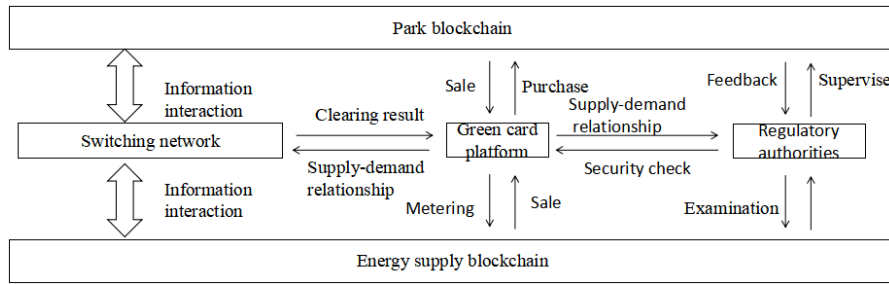 Park blockchain
Information
interaction
Sale
Purchase
Feedback
Supervise
Clearing result
Supply-demand
relationship
Switching network
Green card
platform
Regulatory
authorities
Supply-demand
relationship
Security check
Information
interaction
Metering
Sale
Examination
Energy supply blockchain